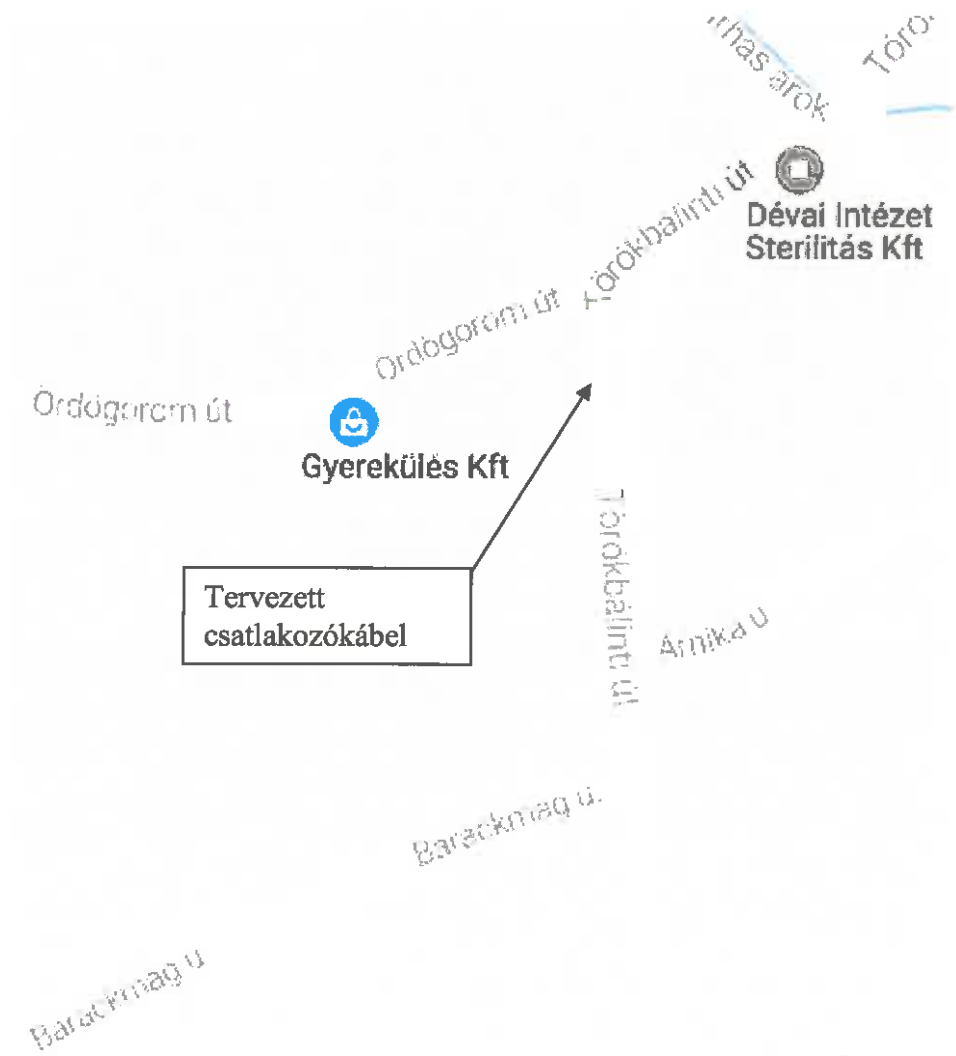 árok
Dévai Intézet
Sterilitás Kft
Törökbálinti út
Ördögorom út
Ördögorom út
Gyerekülés Kft
Törökbálinti út
Tervezett
csatlakozókábel
Árnika u
Barackmag u.
Barackmag u